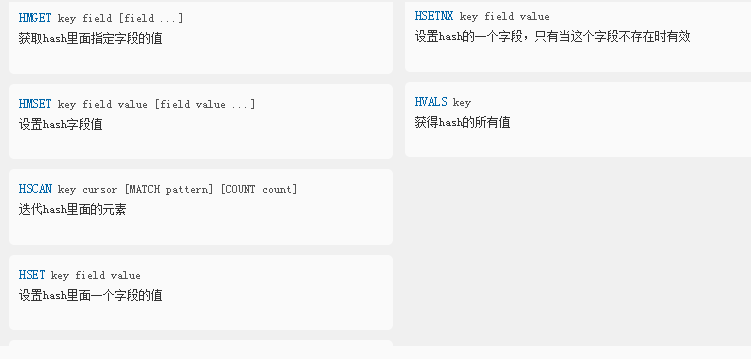 HMGET key field [field ...]
获取hash里面指定字段的值
HMSET key field value [field value ...]
设置hash字段值
HSCAN key cursor [MATCH pattern] [COUNT count]
迭代hash里面的元素
HSET key field value
设置hash里面一个字段的值
HSETNX key field value
设置hash的一个字段，只有当这个字段不存在时有效
HVALS key
获得hash的所有值